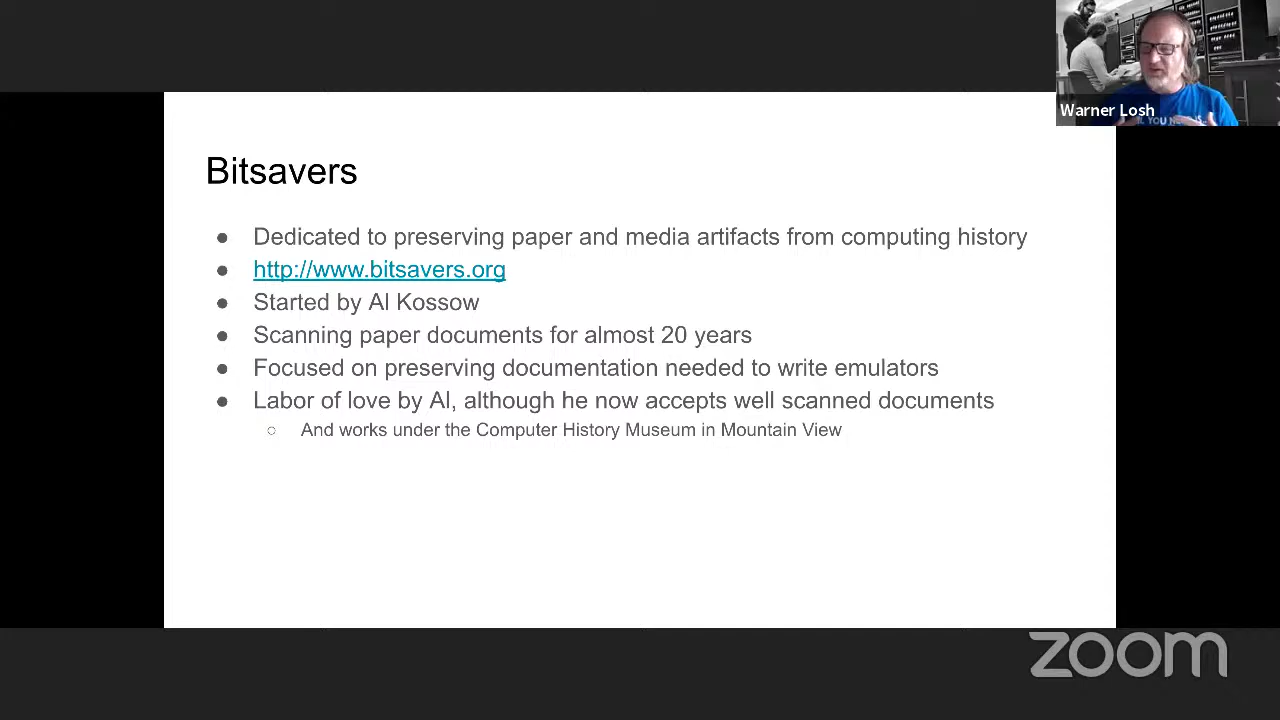 Warner Losh
YOU NEED IS
Bitsavers
Dedicated to preserving paper and media artifacts from computing history
http://www.bitsavers.org
Started by Al Kossow
Scanning paper documents for almost 20 years
Focused on preserving documentation needed to write emulators
Labor of love by Al, although he now accepts well scanned documents
And works under the Computer History Museum in Mountain View
zoom